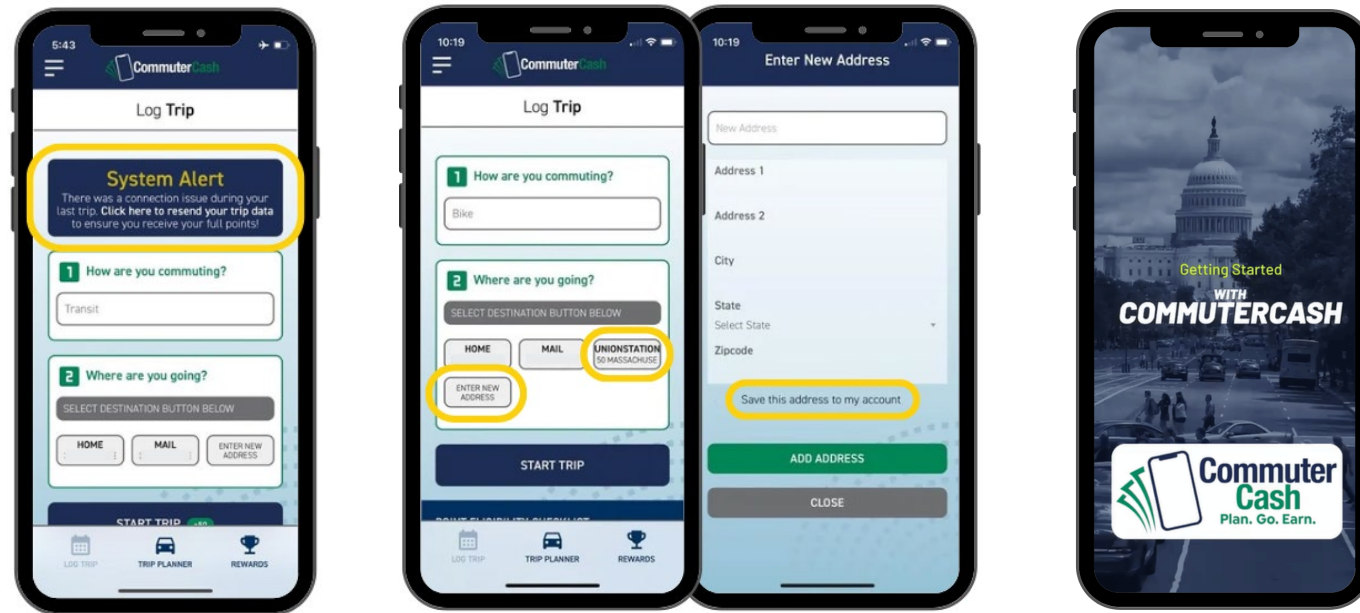 5:43
CommuterCash
Log Trip
System Alert
There was a connection issue during your
last trip. Click here to resend your trip data
to ensure you receive your full points!
1 How are you commuting?
Transit
2 Where are you going?
SELECT DESTINATION BUTTON BELOW
HOME
MAIL
ENTER NEW
ADDRESS
START TRIP +50
LOG TRIP
TRIP PLANNER
REWARDS
10:19
CommuterCash
Log Trip
1 How are you commuting?
Bike
2 Where are you going?
SELECT DESTINATION BUTTON BELOW
HOME
MAIL
UNIONSTATION
50 MASSACHUSE
ENTER NEW
ADDRESS
START TRIP
POINT ELIGIBILITY CHECKLIST
LOG TRIP
TRIP PLANNER
REWARDS
10:19
Enter New Address
New Address
Address 1
Address 2
City
State
Select State
Zipcode
Save this address to my account
ADD ADDRESS
CLOSE
Getting Started
WITH
COMMUTERCASH
Commuter
Cash
Plan. Go. Earn.